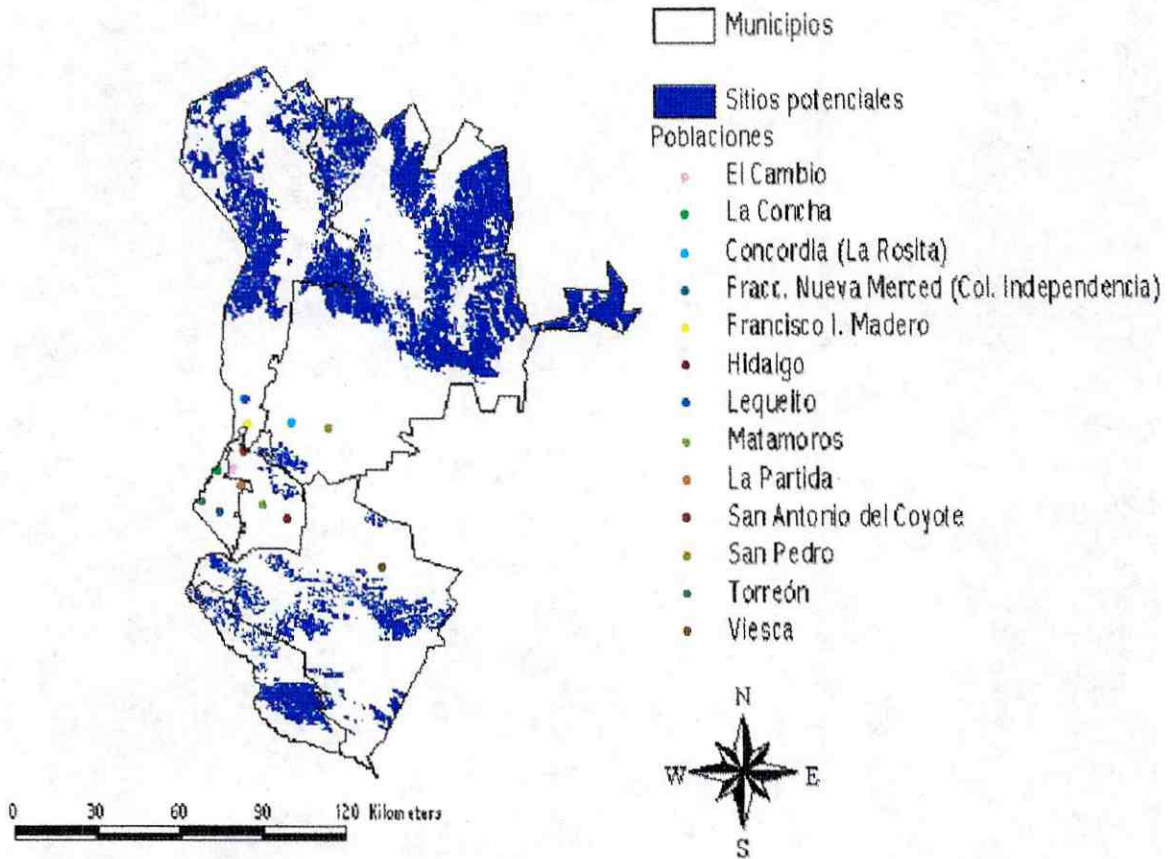 Municipios
Sitios potenciales
Poblaciones
El Cambio
La Concha
Concordia (La Rosita)
Fracc. Nueva Merced (Col. Independencia)
Francisco I. Madero
Hidalgo
Lequeito
Matamoros
La Partida
San Antonio del Coyote
San Pedro
Torreón
Viesca
N
W E
S
0 30 60 90 120 Kilometers